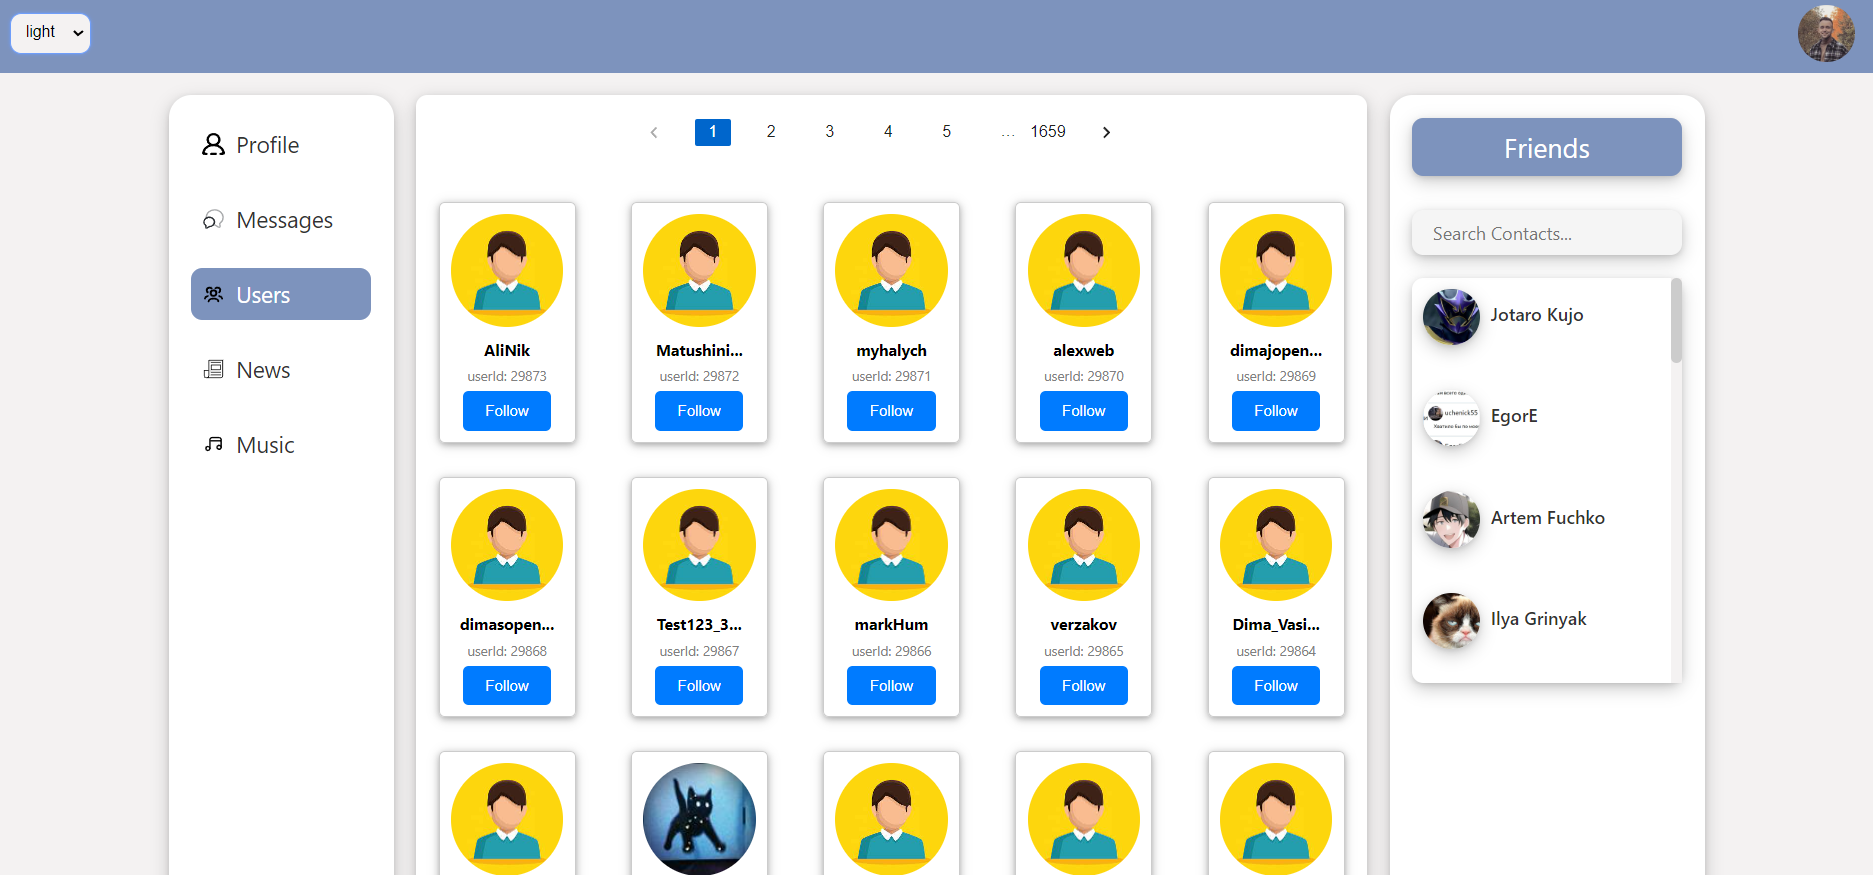 light
Profile
Messages
Users
News
Music
1 2 3 4 5 ... 1659
AliNik
userId: 29873
Follow
Matushini...
userId: 29872
Follow
myhalych
userId: 29871
Follow
alexweb
userId: 29870
Follow
dimajopen...
userId: 29869
Follow
dimasopen...
userId: 29868
Follow
Test123_3...
userId: 29867
Follow
markHum
userId: 29866
Follow
verzakov
userId: 29865
Follow
Dima_Vasi...
userId: 29864
Follow
Friends
Search Contacts...
Jotaro Kujo
uchenick55
EgorE
Artem Fuchko
Ilya Grinyak